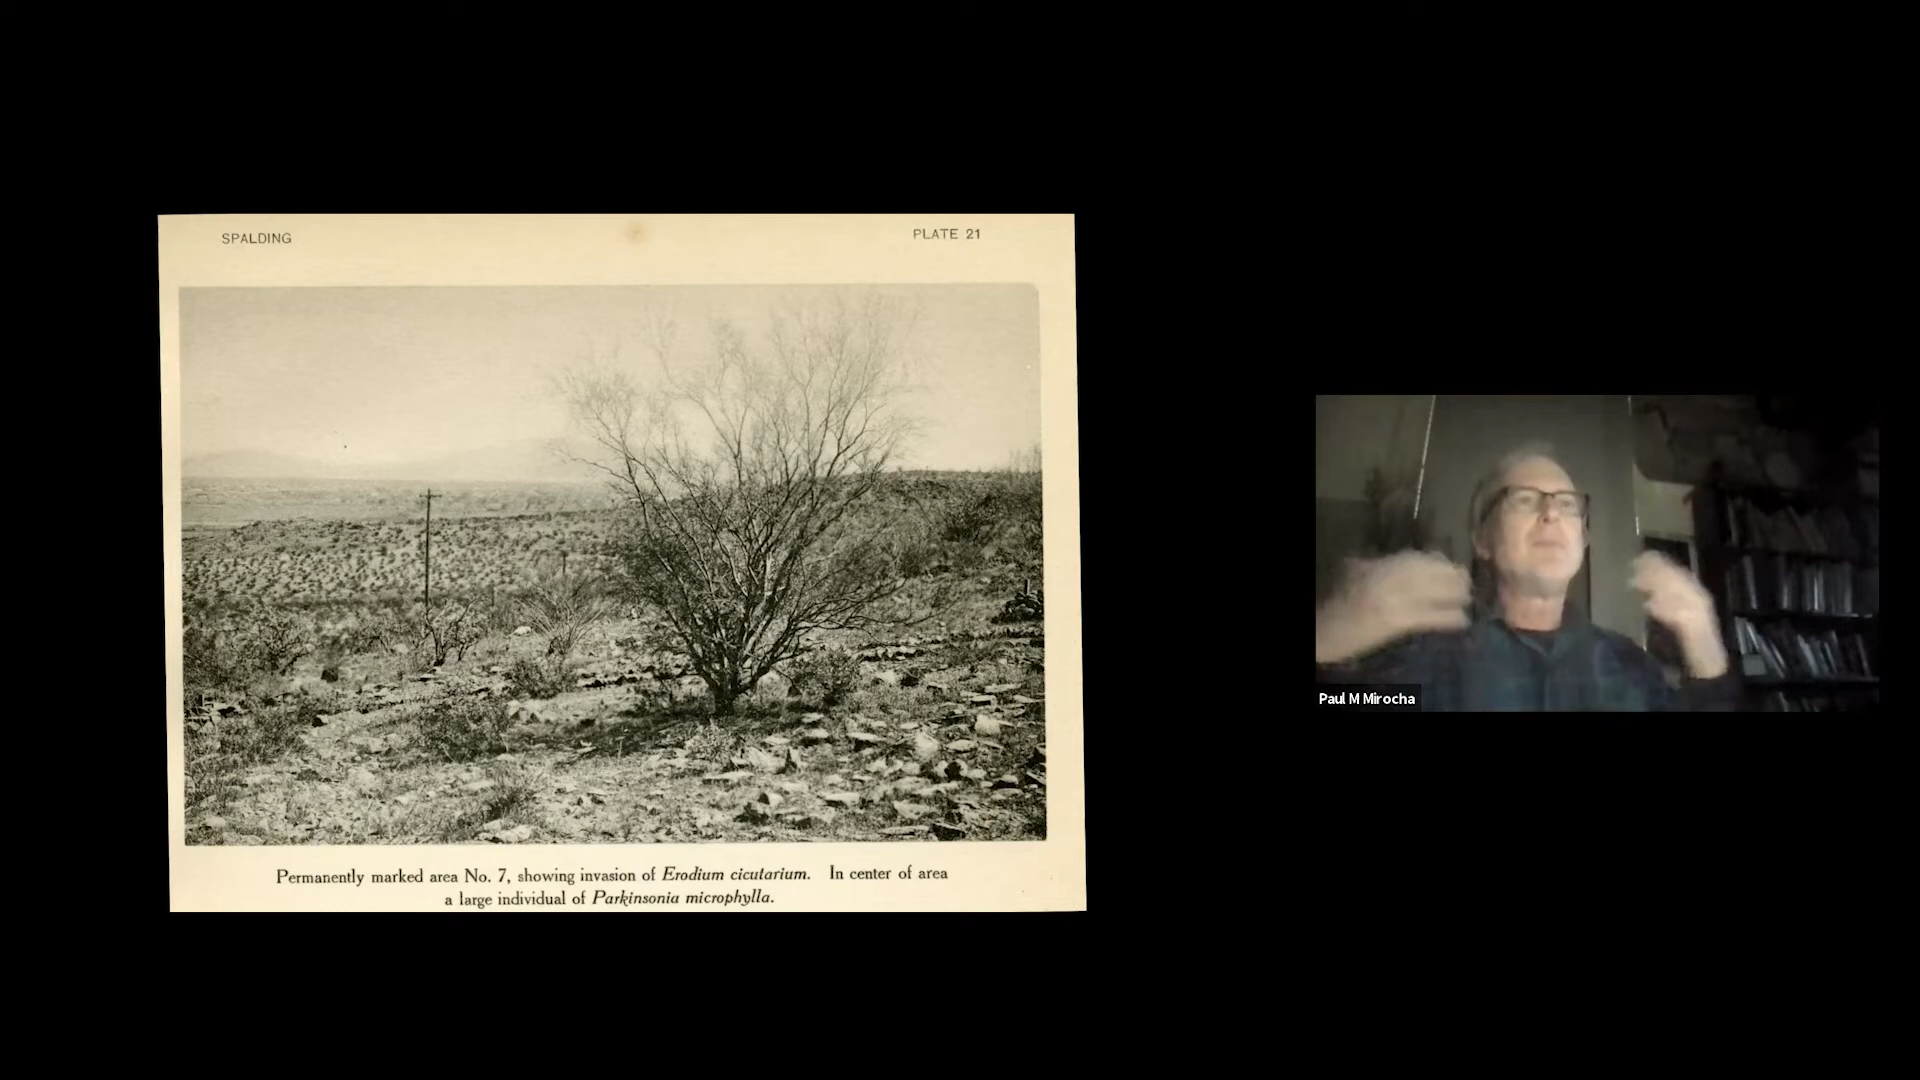 SPALDING
PLATE 21
Permanently marked area No. 7, showing invasion of Erodium cicutarium. In center of area
a large individual of Parkinsonia microphylla.
Paul M Mirocha